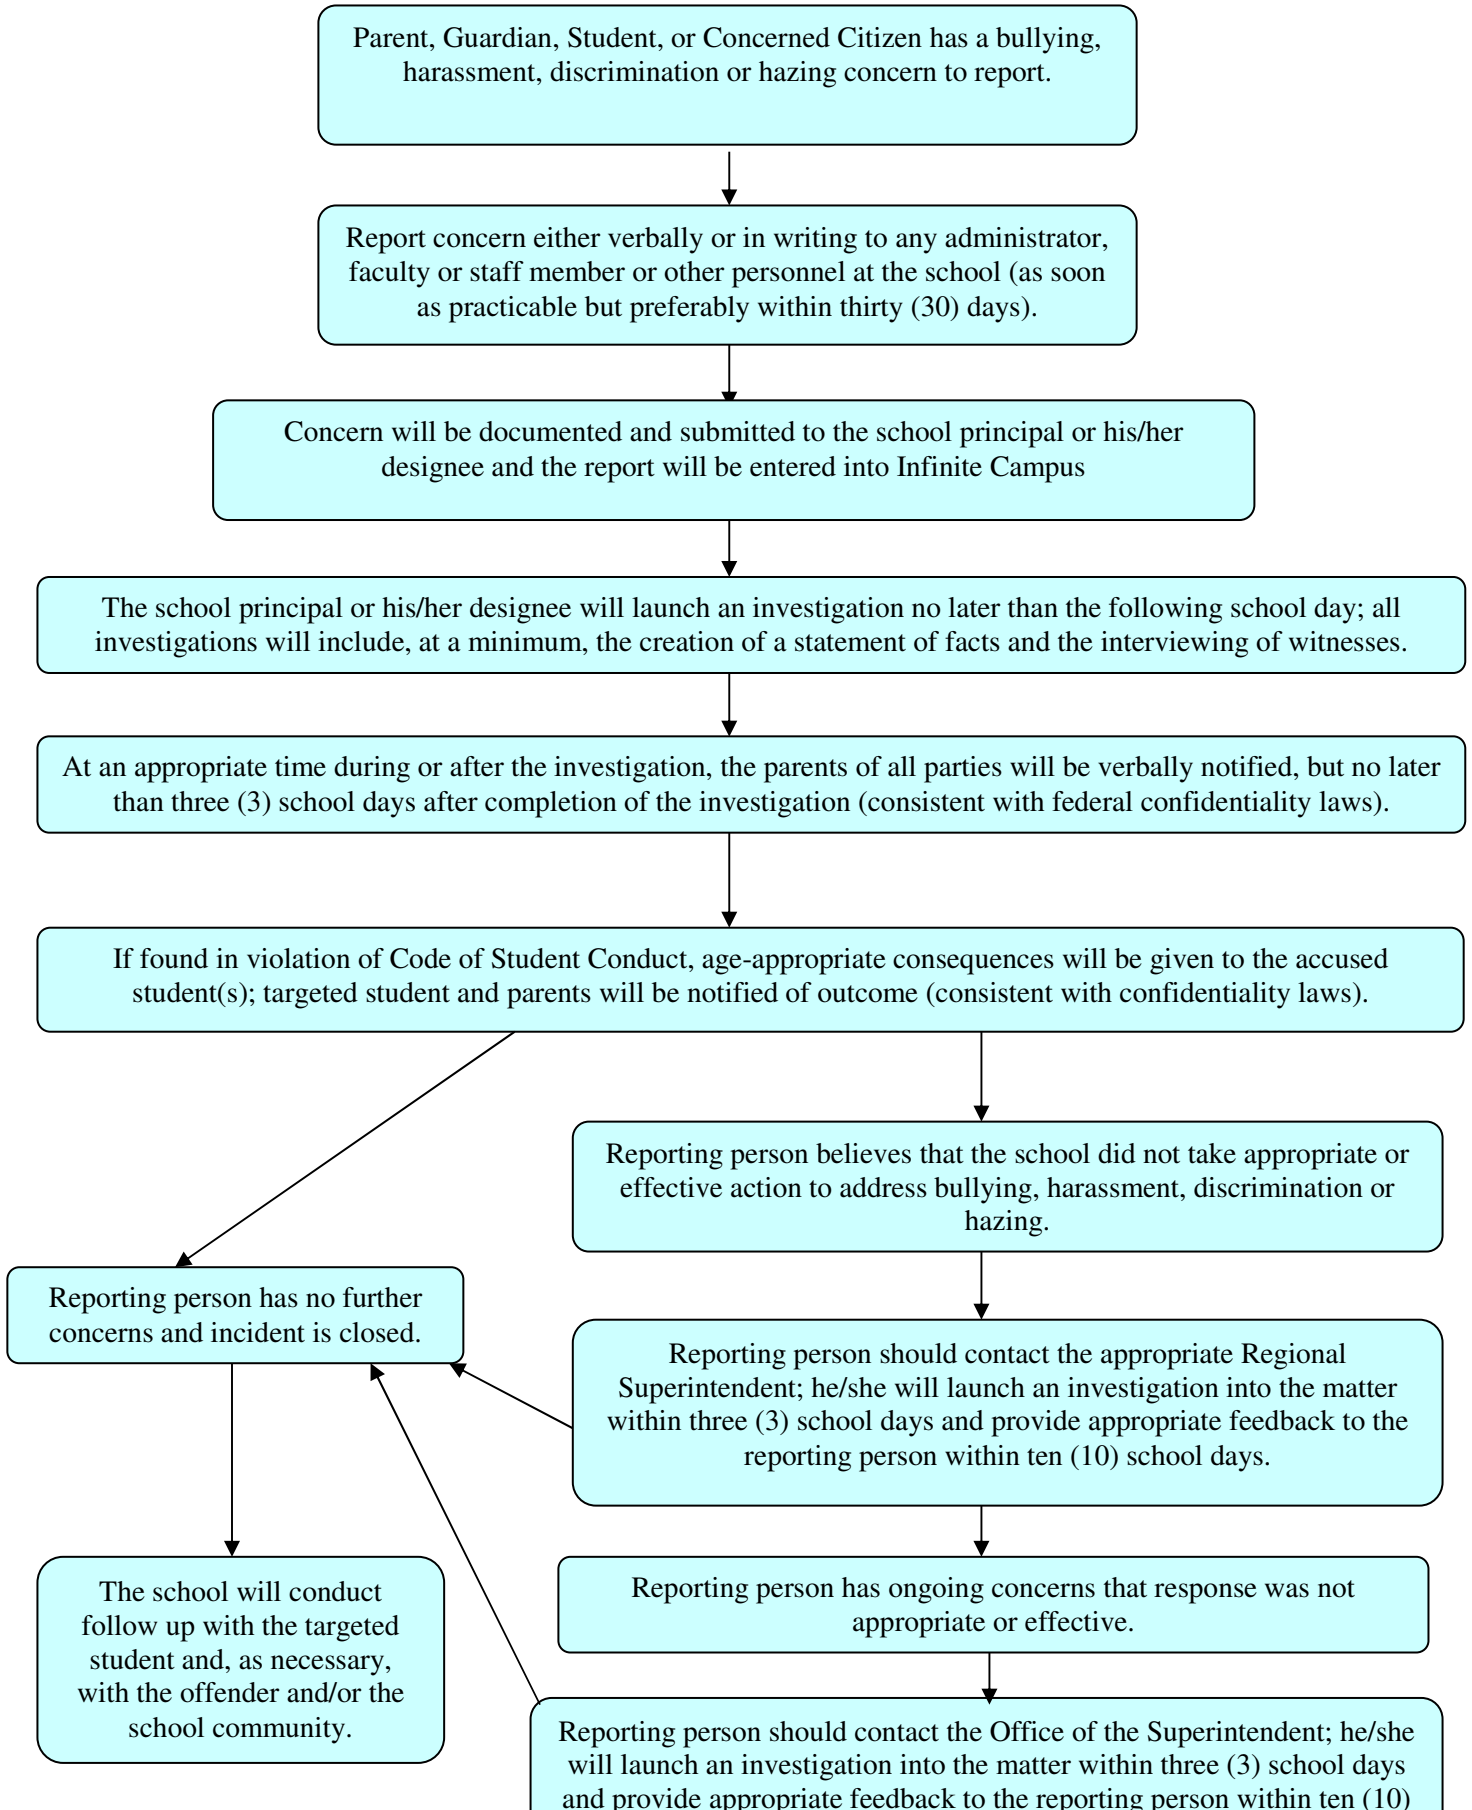 Parent, Guardian, Student, or Concerned Citizen has a bullying,
harassment, discrimination or hazing concern to report.
Report concern either verbally or in writing to any administrator,
faculty or staff member or other personnel at the school (as soon
as practicable but preferably within thirty (30) days).
Concern will be documented and submitted to the school principal or his/her
designee and the report will be entered into Infinite Campus
The school principal or his/her designee will launch an investigation no later than the following school day; all
investigations will include, at a minimum, the creation of a statement of facts and the interviewing of witnesses.
At an appropriate time during or after the investigation, the parents of all parties will be verbally notified, but no later
than three (3) school days after completion of the investigation (consistent with federal confidentiality laws).
If found in violation of Code of Student Conduct, age-appropriate consequences will be given to the accused
student(s); targeted student and parents will be notified of outcome (consistent with confidentiality laws).
Reporting person believes that the school did not take appropriate or
effective action to address bullying, harassment, discrimination or
hazing.
Reporting person has no further
concerns and incident is closed.
Reporting person should contact the appropriate Regional
Superintendent; he/she will launch an investigation into the matter
within three (3) school days and provide appropriate feedback to the
reporting person within ten (10) school days.
Reporting person has ongoing concerns that response was not
appropriate or effective.
The school will conduct
follow up with the targeted
student and, as necessary,
with the offender and/or the
school community.
Reporting person should contact the Office of the Superintendent; he/she
will launch an investigation into the matter within three (3) school days
and provide appropriate feedback to the reporting person within ten (10)